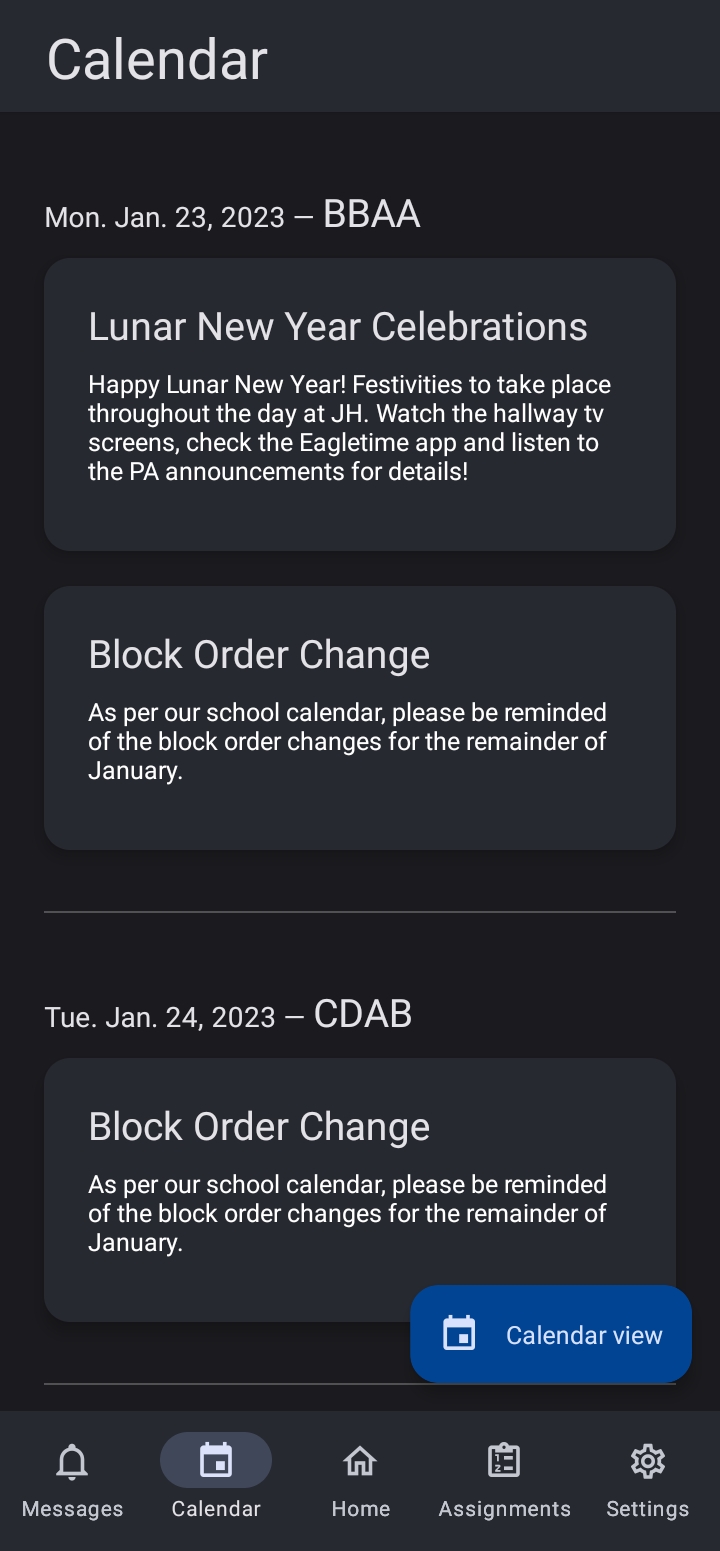 Calendar
Mon. Jan. 23, 2023 – BBAA
Lunar New Year Celebrations
Happy Lunar New Year! Festivities to take place
throughout the day at JH. Watch the hallway tv
screens, check the Eagletime app and listen to
the PA announcements for details!
Block Order Change
As per our school calendar, please be reminded
of the block order changes for the remainder of
January.
Tue. Jan. 24, 2023 – CDAB
Block Order Change
As per our school calendar, please be reminded
of the block order changes for the remainder of
January.
Calendar view
Messages Calendar Home Assignments Settings